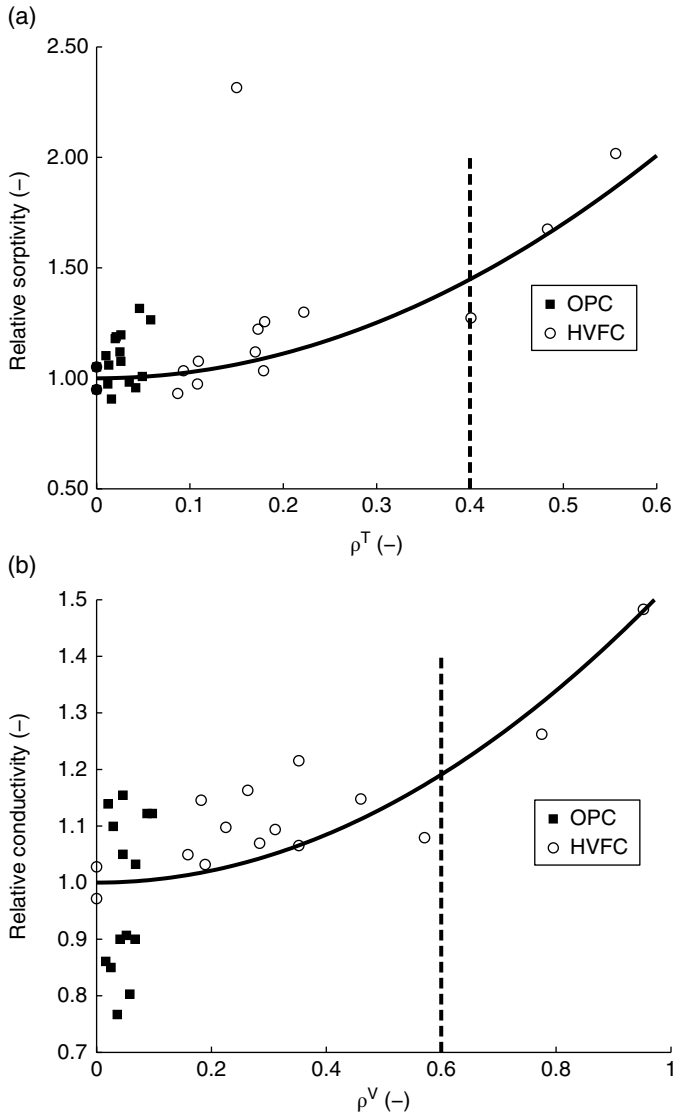 (a)
2.50
2.00
1.50
1.00
0.50
Relative sorptivity (–)
OPC
HVFC
0 0.1 0.2 0.3 0.4 0.5 0.6
ρᵀ (–)
(b)
1.5
1.4
1.3
1.2
1.1
1.0
0.9
0.8
0.7
Relative conductivity (–)
OPC
HVFC
0 0.2 0.4 0.6 0.8 1
ρⱽ (–)